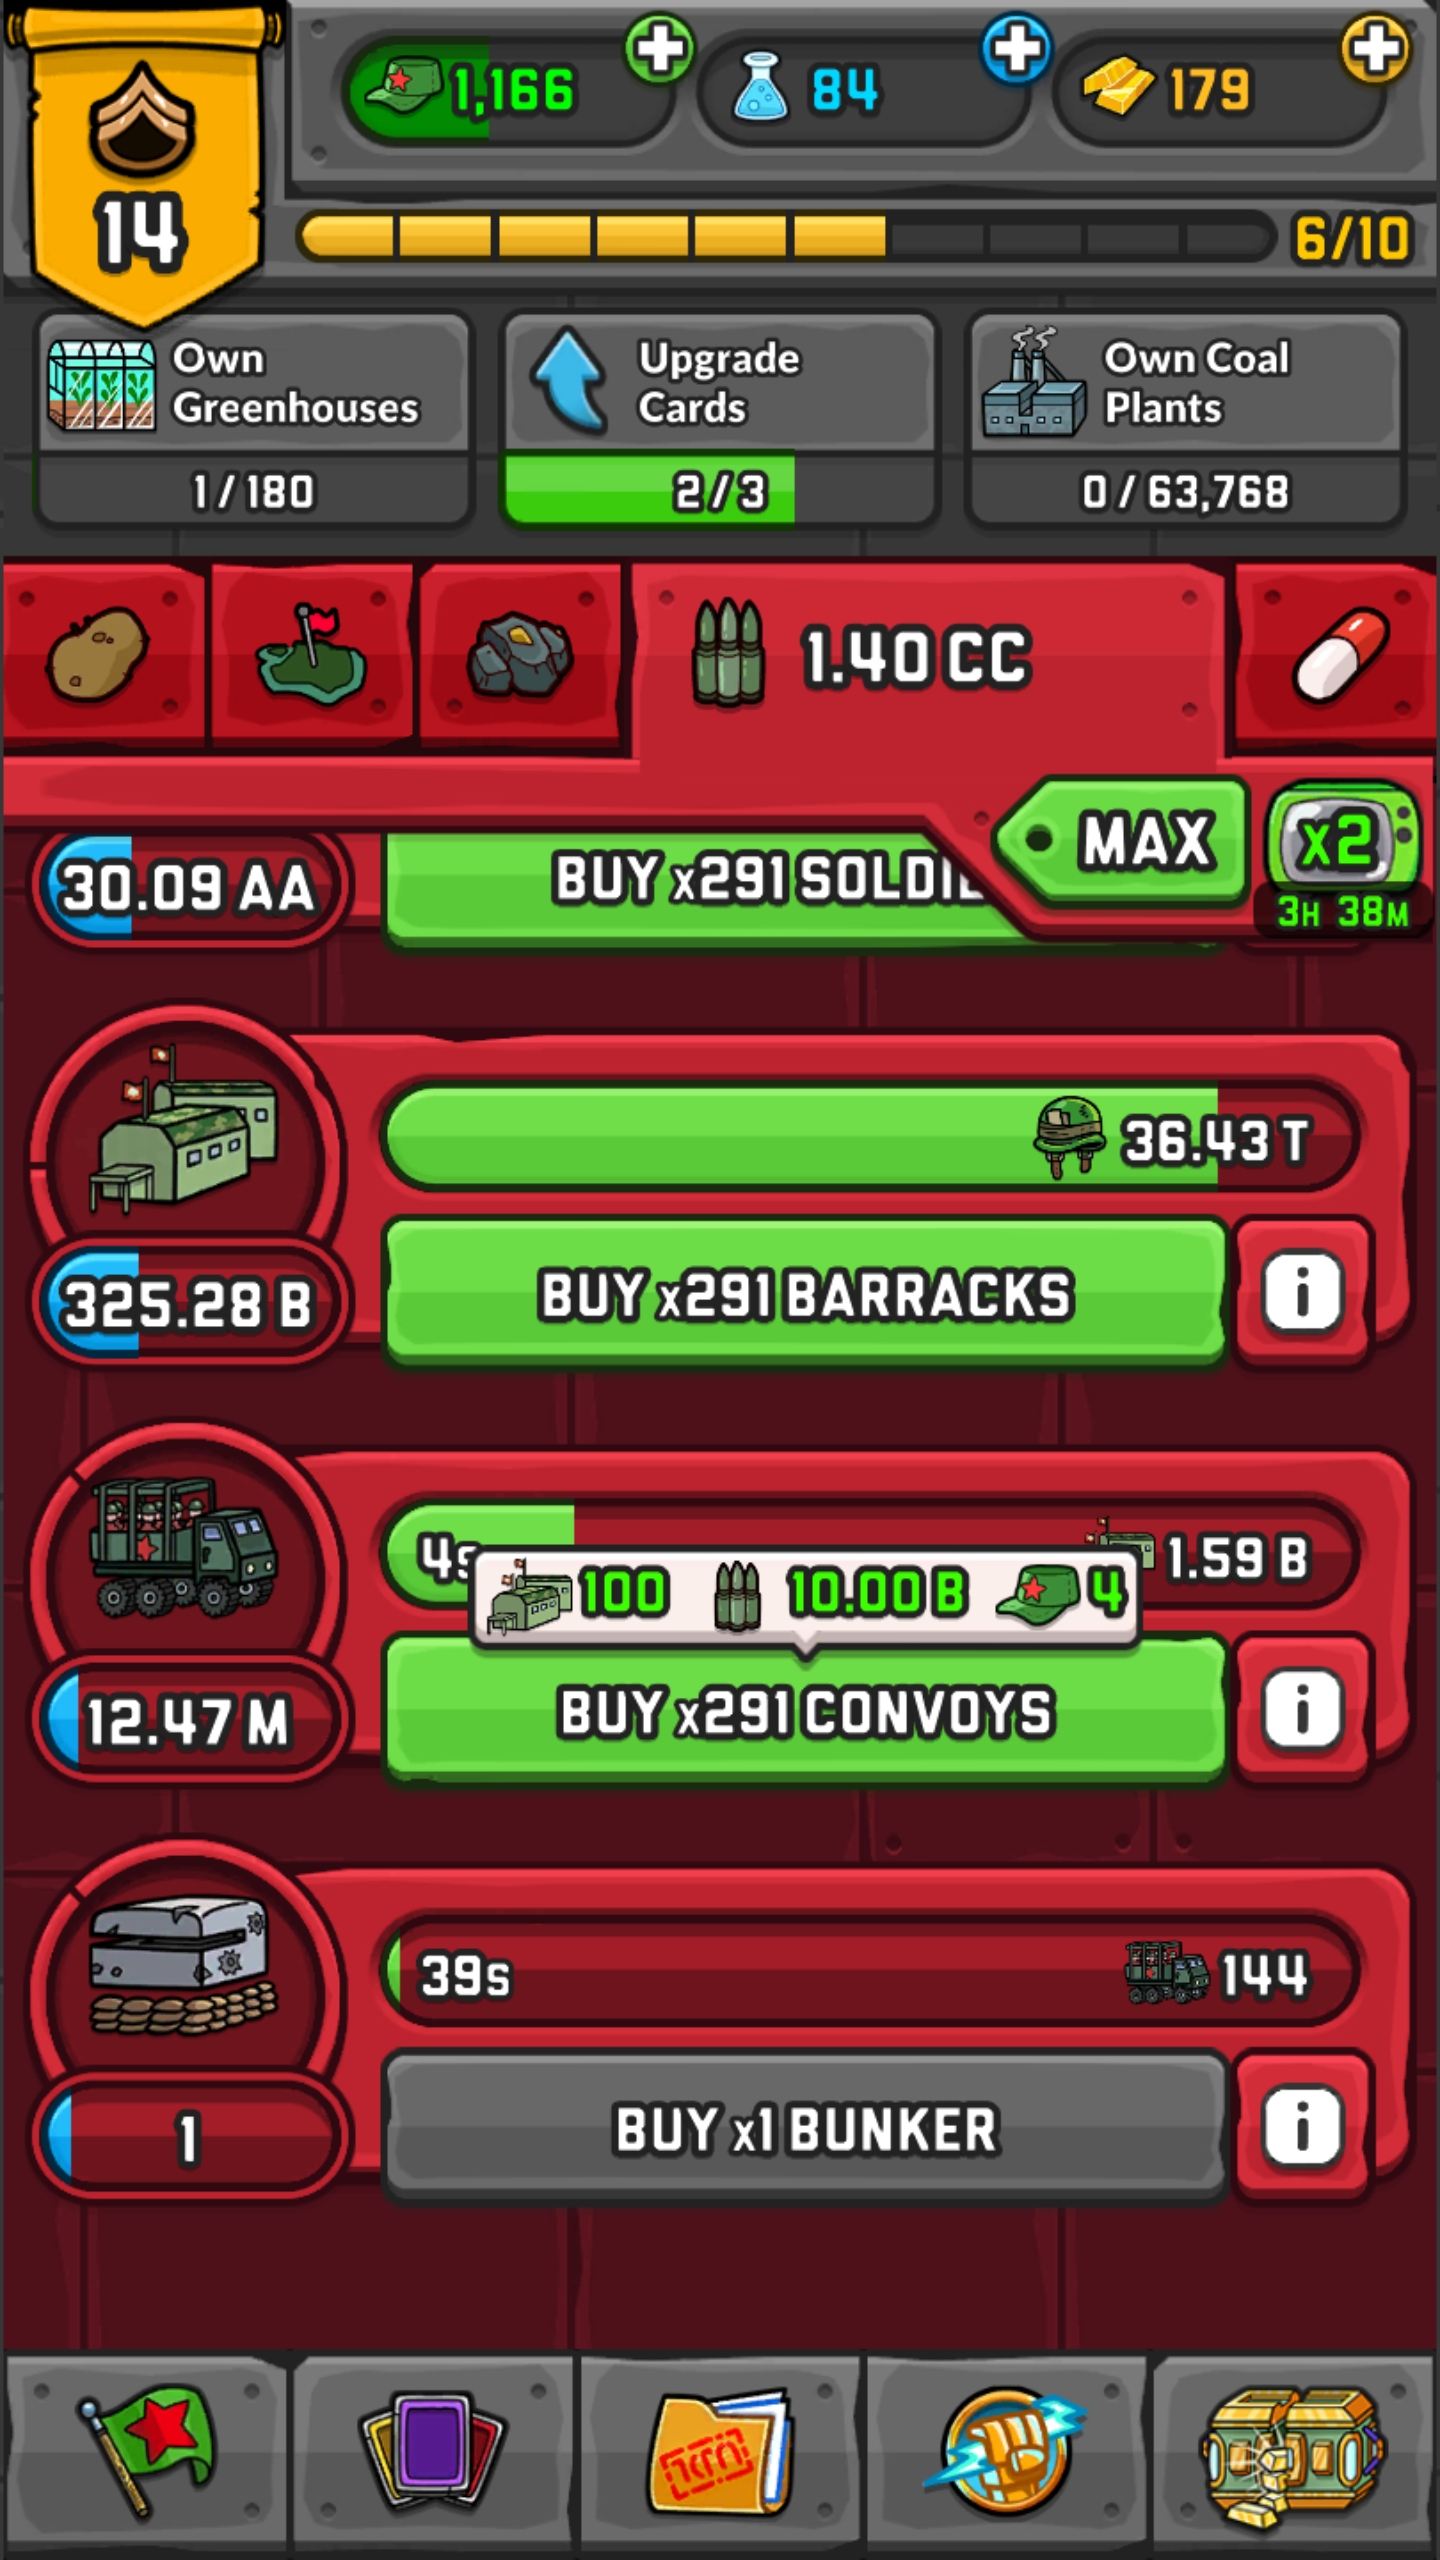 1,166
84
179
14
6/10
Own
Greenhouses
1/180
Upgrade
Cards
2/3
Own Coal
Plants
0/63,768
1.40 CC
MAX
x2
3H 38M
30.09 AA
BUY x291 SOLDIE
36.43 T
325.28 B
BUY x291 BARRACKS
i
4s
1.59 B
100
10.00 B
4
12.47 M
BUY x291 CONVOYS
i
39s
144
1
BUY x1 BUNKER
i